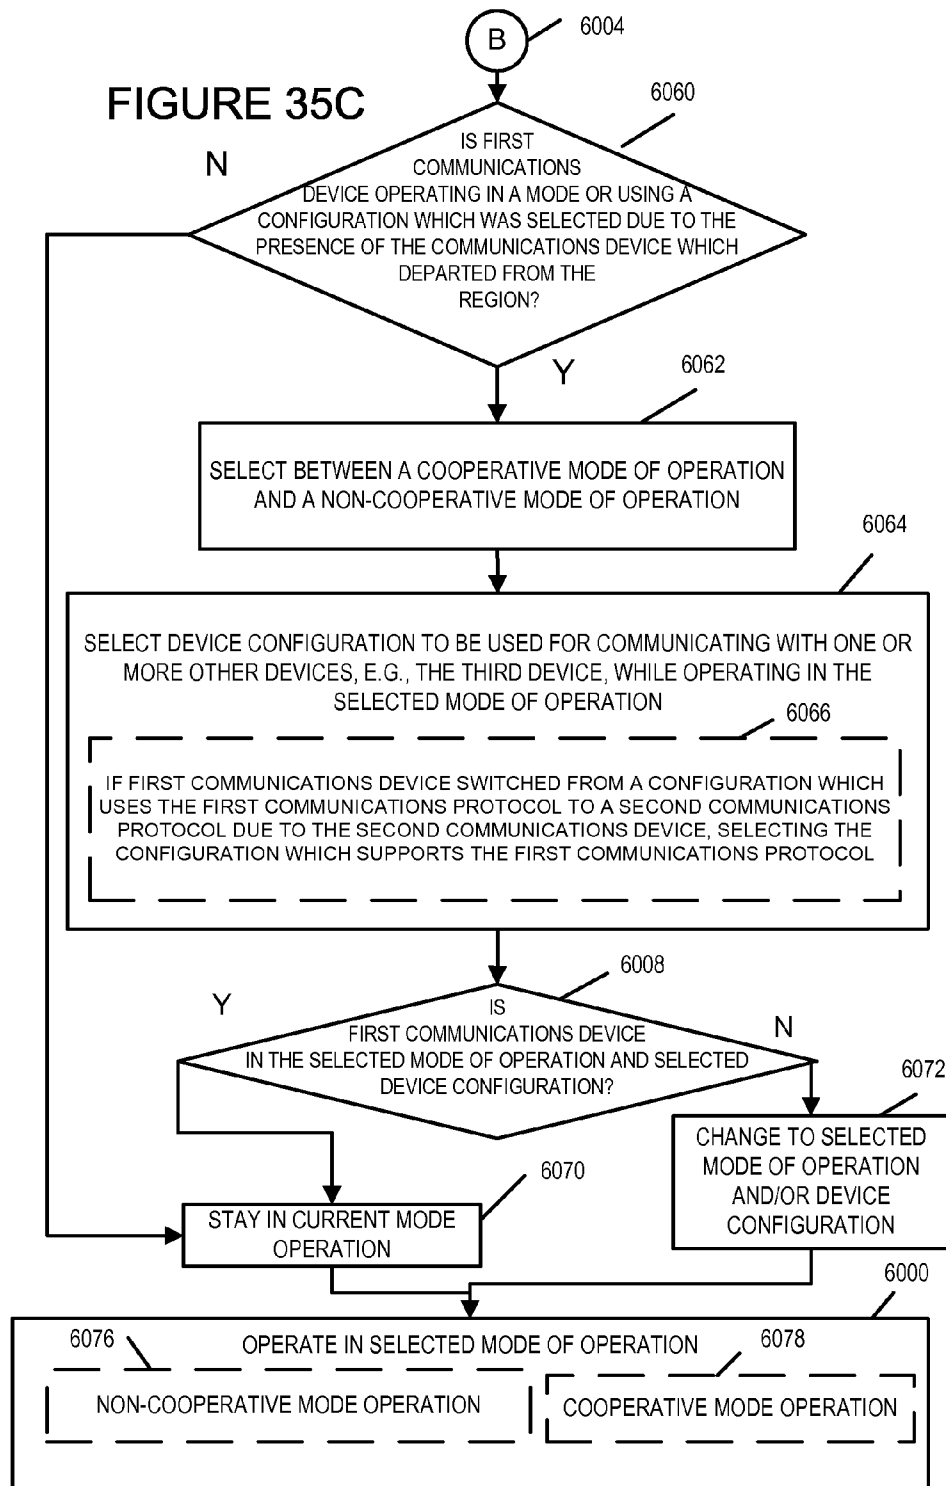 B
6004
FIGURE 35C
6060
N
IS FIRST
COMMUNICATIONS
DEVICE OPERATING IN A MODE OR USING A
CONFIGURATION WHICH WAS SELECTED DUE TO THE
PRESENCE OF THE COMMUNICATIONS DEVICE WHICH
DEPARTED FROM THE
REGION?
Y
6062
SELECT BETWEEN A COOPERATIVE MODE OF OPERATION
AND A NON-COOPERATIVE MODE OF OPERATION
6064
SELECT DEVICE CONFIGURATION TO BE USED FOR COMMUNICATING WITH ONE OR
MORE OTHER DEVICES, E.G., THE THIRD DEVICE, WHILE OPERATING IN THE
SELECTED MODE OF OPERATION
6066
IF FIRST COMMUNICATIONS DEVICE SWITCHED FROM A CONFIGURATION WHICH
USES THE FIRST COMMUNICATIONS PROTOCOL TO A SECOND COMMUNICATIONS
PROTOCOL DUE TO THE SECOND COMMUNICATIONS DEVICE, SELECTING THE
CONFIGURATION WHICH SUPPORTS THE FIRST COMMUNICATIONS PROTOCOL
6008
Y
IS
FIRST COMMUNICATIONS DEVICE
IN THE SELECTED MODE OF OPERATION AND SELECTED
DEVICE CONFIGURATION?
N
6072
CHANGE TO SELECTED
MODE OF OPERATION
AND/OR DEVICE
CONFIGURATION
6070
STAY IN CURRENT MODE
OPERATION
6000
OPERATE IN SELECTED MODE OF OPERATION
6076
NON-COOPERATIVE MODE OPERATION
6078
COOPERATIVE MODE OPERATION